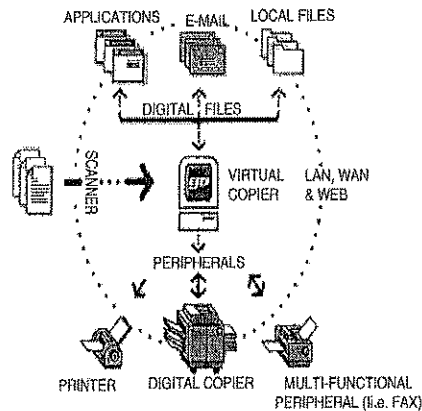 APPLICATIONS
E-MAIL
LOCAL FILES
DIGITAL FILES
SCANNER
VIRTUAL
COPIER
LAN, WAN
& WEB
PERIPHERALS
PRINTER
DIGITAL COPIER
MULTI-FUNCTIONAL
PERIPHERAL (I.e. FAX)